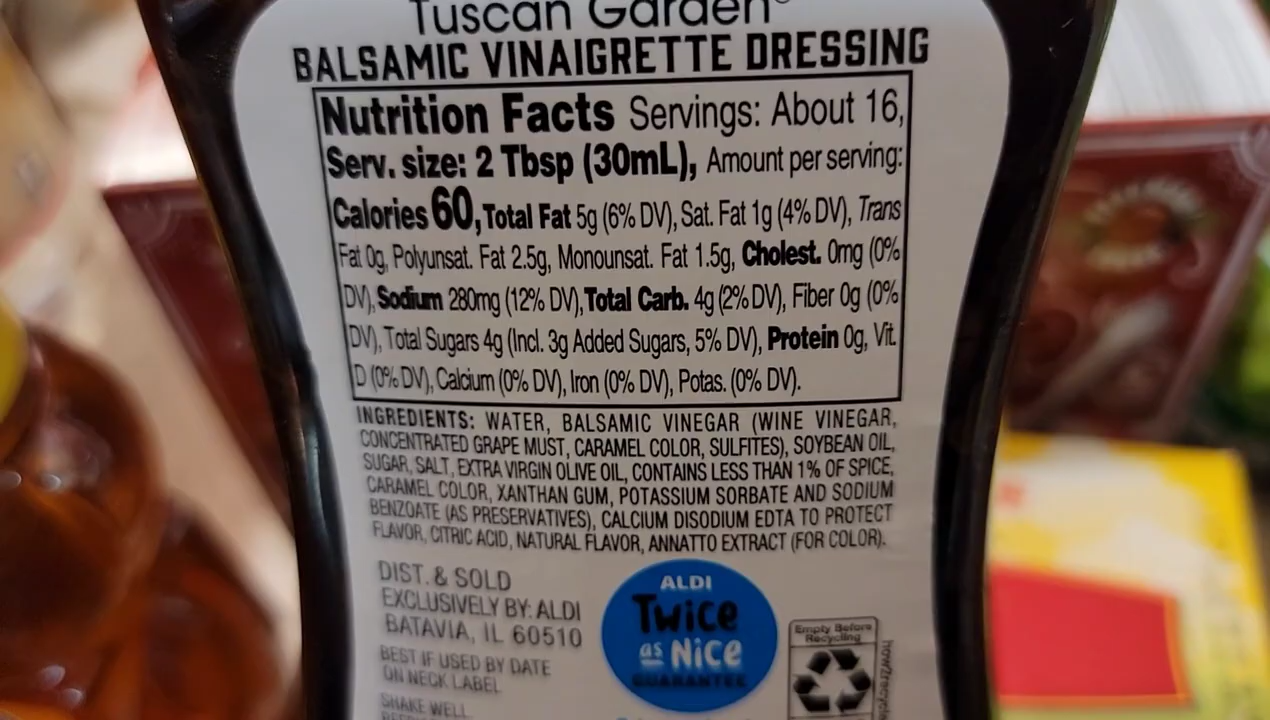 Tuscan Garden®
BALSAMIC VINAIGRETTE DRESSING
Nutrition Facts Servings: About 16,
Serv. size: 2 Tbsp (30mL), Amount per serving:
Calories 60, Total Fat 5g (6% DV), Sat. Fat 1g (4% DV), Trans
Fat 0g, Polyunsat. Fat 2.5g, Monounsat. Fat 1.5g, Cholest. 0mg (0%
DV), Sodium 280mg (12% DV), Total Carb. 4g (2% DV), Fiber 0g (0%
DV), Total Sugars 4g (Incl. 3g Added Sugars, 5% DV), Protein 0g, Vit.
D (0% DV), Calcium (0% DV), Iron (0% DV), Potas. (0% DV).
INGREDIENTS: WATER, BALSAMIC VINEGAR (WINE VINEGAR,
CONCENTRATED GRAPE MUST, CARAMEL COLOR, SULFITES), SOYBEAN OIL,
SUGAR, SALT, EXTRA VIRGIN OLIVE OIL, CONTAINS LESS THAN 1% OF SPICE,
CARAMEL COLOR, XANTHAN GUM, POTASSIUM SORBATE AND SODIUM
BENZOATE (AS PRESERVATIVES), CALCIUM DISODIUM EDTA TO PROTECT
FLAVOR, CITRIC ACID, NATURAL FLAVOR, ANNATTO EXTRACT (FOR COLOR).
DIST. & SOLD
EXCLUSIVELY BY: ALDI
BATAVIA, IL 60510
BEST IF USED BY DATE
ON NECK LABEL
SHAKE WELL
ALDI
Twice
as Nice
GUARANTEE
Empty Before
Recycling